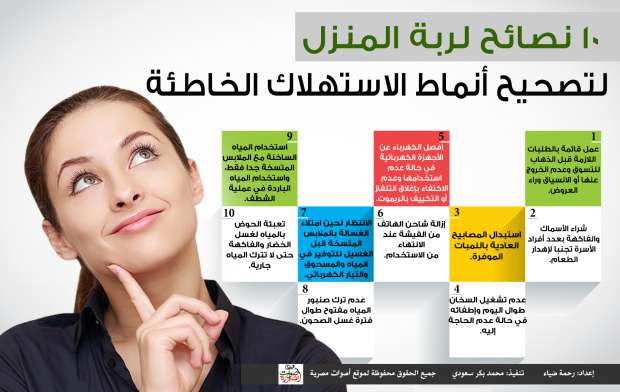 ١٠ نصائح لربة المنزل
لتصحيح أنماط الاستهلاك الخاطئة
1
عمل قائمة بالطلبات
اللازمة قبل الذهاب
للتسوق وعدم الخروج
عنها أو الانسياق وراء
العروض.
2
شراء الأسماك
والفاكهة بعدد أفراد
الأسرة تجنبا لإهدار
الطعام.
3
استبدال المصابيح
العادية باللمبات
الموفرة.
4
عدم تشغيل السخان
طوال اليوم وإطفائه
في حالة عدم الحاجة
إليه.
5
افصل الكهرباء عن
الأجهزة الكهربائية
في حالة عدم
استخدامها وعدم
الاكتفاء بإغلاق التلفاز
أو التكييف بالريموت.
6
إزالة شاحن الهاتف
من الفيشة عند
الانتهاء
من الاستخدام.
7
الانتظار لحين امتلاء
الغسالة بالملابس
المتسخة قبل
الغسيل للتوفير في
المياه والمسحوق
والتيار الكهربائي.
8
عدم ترك صنبور
المياه مفتوح طوال
فترة غسل الصحون.
9
استخدام المياه
الساخنة مع الملابس
المتسخة جدا فقط،
واستخدام المياه
الباردة في عملية
الشطف.
10
تعبئة الحوض
بالمياه لغسل
الخضار والفاكهة
حتى لا تترك المياه
جارية.
إعداد: رحمة ضياء تنفيذ: محمد بكر سعودي جميع الحقوق محفوظة لموقع أصوات مصرية